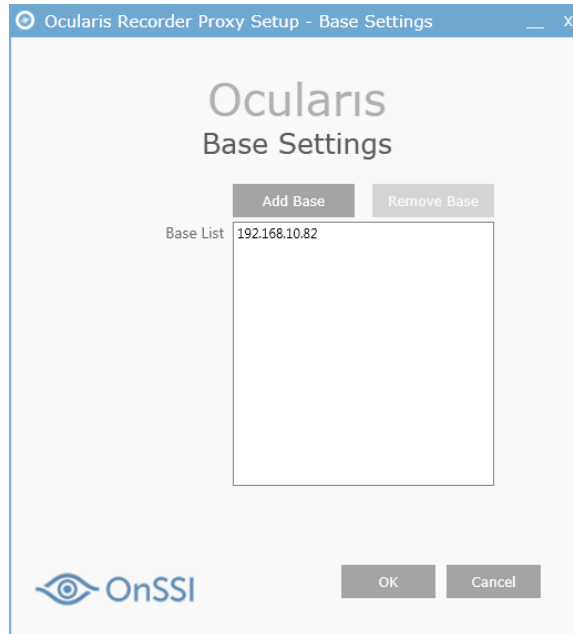 Ocularis Recorder Proxy Setup - Base Settings
Ocularis
Base Settings
Add Base Remove Base
Base List 192.168.10.82
OnSSI OK Cancel